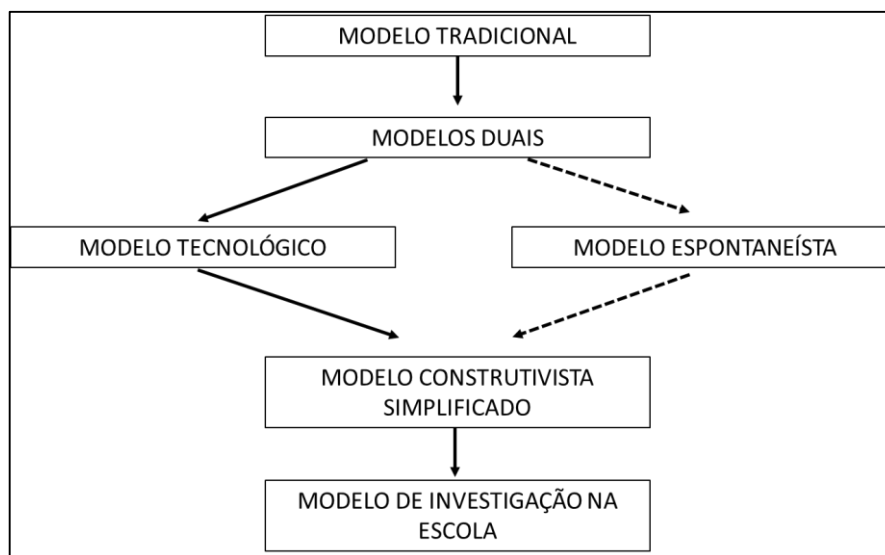 MODELO TRADICIONAL
MODELOS DUAIS
MODELO TECNOLÓGICO
MODELO ESPONTANEÍSTA
MODELO CONSTRUTIVISTA
SIMPLIFICADO
MODELO DE INVESTIGAÇÃO NA
ESCOLA